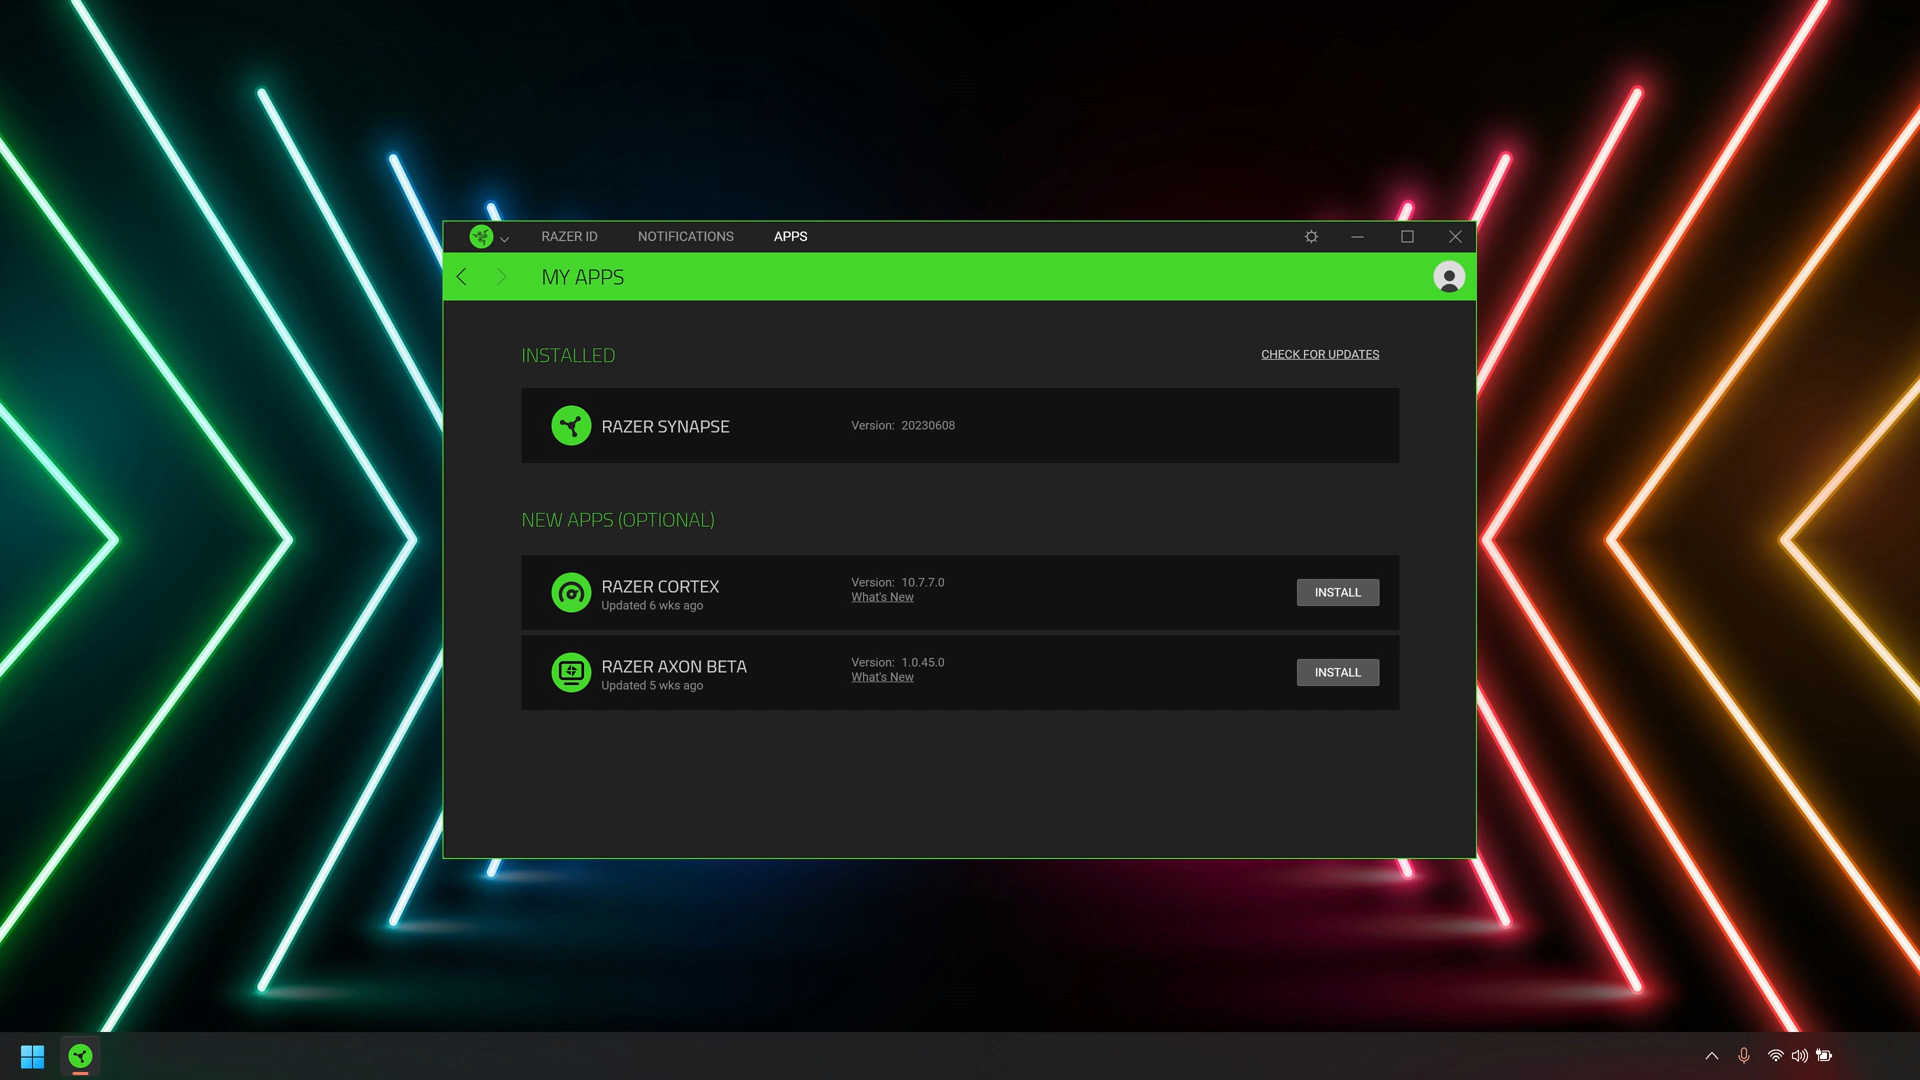 RAZER ID NOTIFICATIONS APPS
MY APPS
INSTALLED
CHECK FOR UPDATES
RAZER SYNAPSE
Version: 20230608
NEW APPS (OPTIONAL)
RAZER CORTEX
Updated 6 wks ago
Version: 10.7.7.0
What's New
INSTALL
RAZER AXON BETA
Updated 5 wks ago
Version: 1.0.45.0
What's New
INSTALL